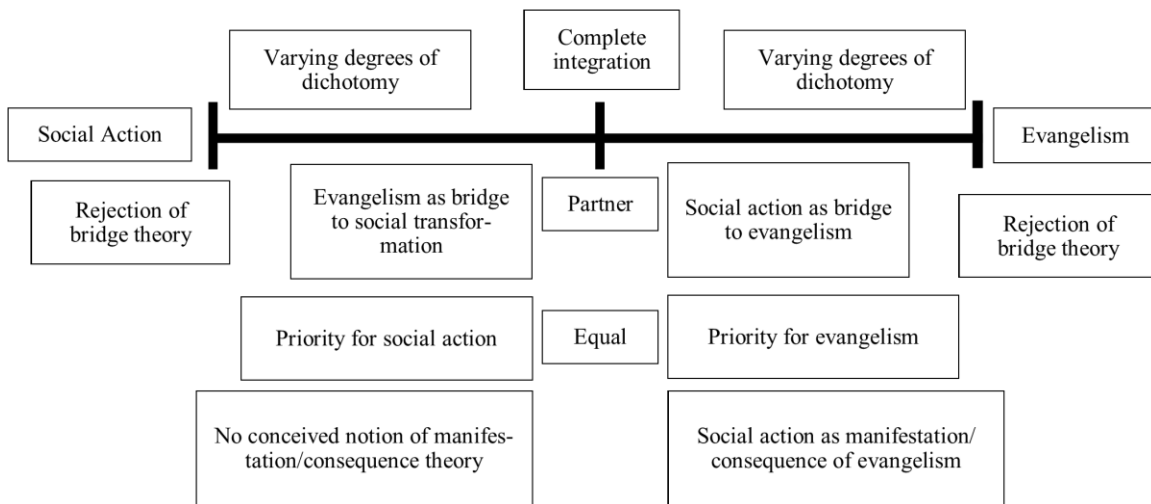 Varying degrees of
dichotomy
Complete
integration
Varying degrees of
dichotomy
Social Action
Evangelism
Rejection of
bridge theory
Evangelism as bridge
to social transfor-
mation
Partner
Social action as bridge
to evangelism
Rejection of
bridge theory
Priority for social action
Equal
Priority for evangelism
No conceived notion of manifes-
tation/consequence theory
Social action as manifestation/
consequence of evangelism